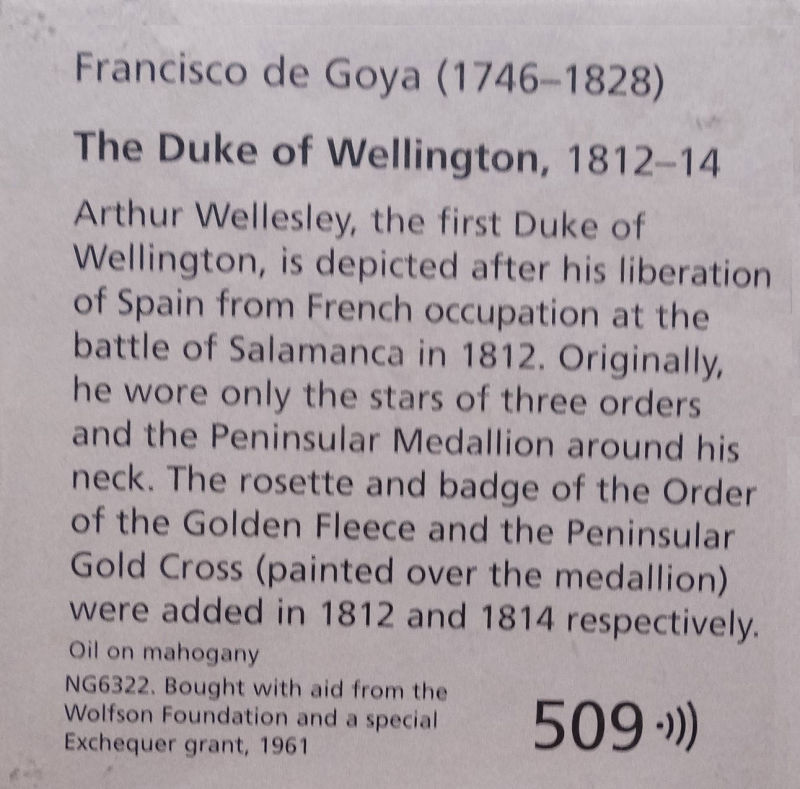 Francisco de Goya (1746–1828)
The Duke of Wellington, 1812–14
Arthur Wellesley, the first Duke of
Wellington, is depicted after his liberation
of Spain from French occupation at the
battle of Salamanca in 1812. Originally,
he wore only the stars of three orders
and the Peninsular Medallion around his
neck. The rosette and badge of the Order
of the Golden Fleece and the Peninsular
Gold Cross (painted over the medallion)
were added in 1812 and 1814 respectively.
Oil on mahogany
NG6322. Bought with aid from the
Wolfson Foundation and a special
Exchequer grant, 1961
509